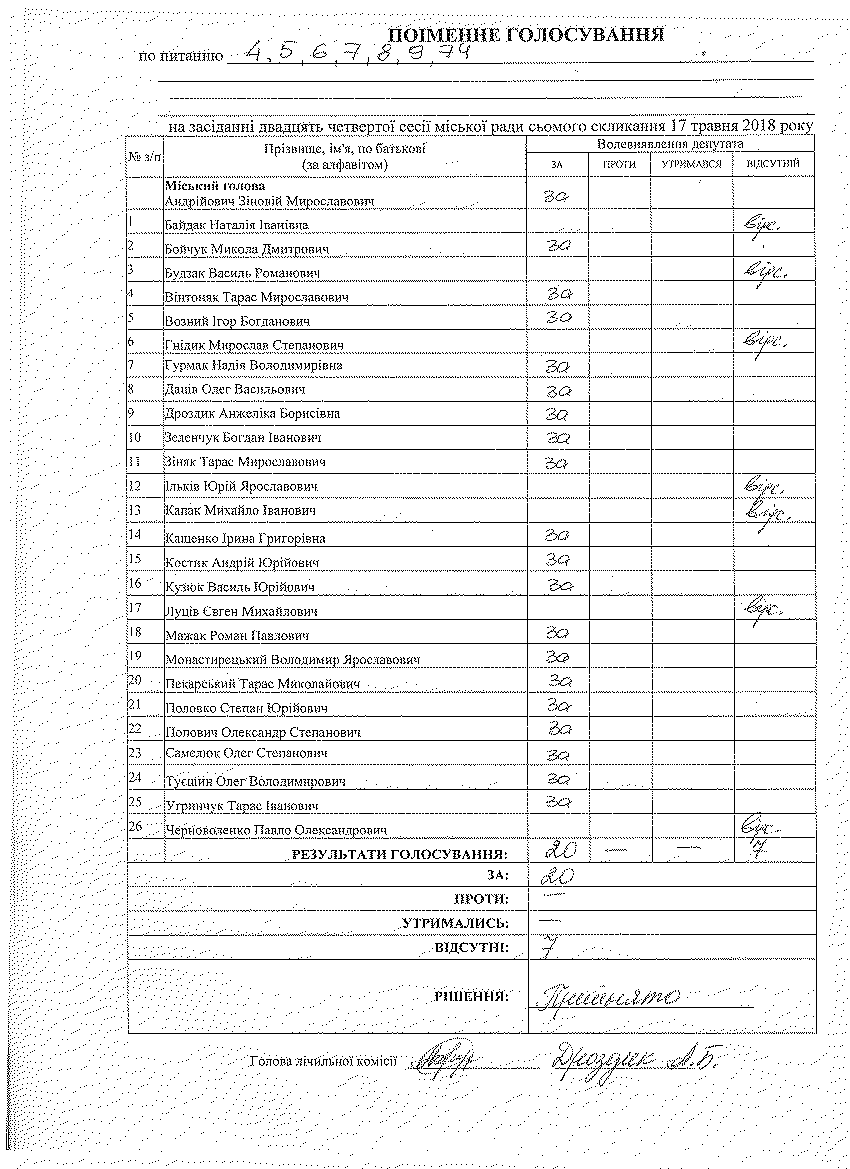 ПОІМЕННЕ ГОЛОСУВАННЯ
по питанню 4, 5, 6, 7, 8, 9, 74
на засіданні двадцять четвертої сесії міської ради сьомого скликання 17 травня 2018 року
№ з/п Прізвище, ім'я, по батькові (за алфавітом) Волевиявлення депутата
ЗА ПРОТИ УТРИМАВСЯ ВІДСУТНІЙ
Міський голова
Андрійович Зіновій Мирославович за
1 Байдак Наталія Іванівна відс.
2 Бойчук Микола Дмитрович за
3 Будзак Василь Романович відс.
4 Вінтоняк Тарас Мирославович за
5 Возний Ігор Богданович за
6 Гнідик Мирослав Степанович відс.
7 Гурмак Надія Володимирівна за
8 Даців Олег Васильович за
9 Дроздик Анжеліка Борисівна за
10 Зеленчук Богдан Іванович за
11 Зіняк Тарас Мирославович за
12 Ільків Юрій Ярославович відс.
13 Капак Михайло Іванович відс.
14 Кащенко Ірина Григорівна за
15 Костик Андрій Юрійович за
16 Кузюк Василь Юрійович за
17 Луців Євген Михайлович відс.
18 Мажак Роман Павлович за
19 Монастирецький Володимир Ярославович за
20 Пекарський Тарас Миколайович за
21 Половко Степан Юрійович за
22 Попович Олександр Степанович за
23 Самелюк Олег Степанович за
24 Туєшин Олег Володимирович за
25 Угринчук Тарас Іванович за
26 Черноволенко Павло Олександрович відс.
РЕЗУЛЬТАТИ ГОЛОСУВАННЯ: 20 — — 7
ЗА: 20
ПРОТИ: —
УТРИМАЛИСЬ: —
ВІДСУТНІ: 7
РІШЕННЯ: Прийнято
Голова лічильної комісії Дроздик А.Б.